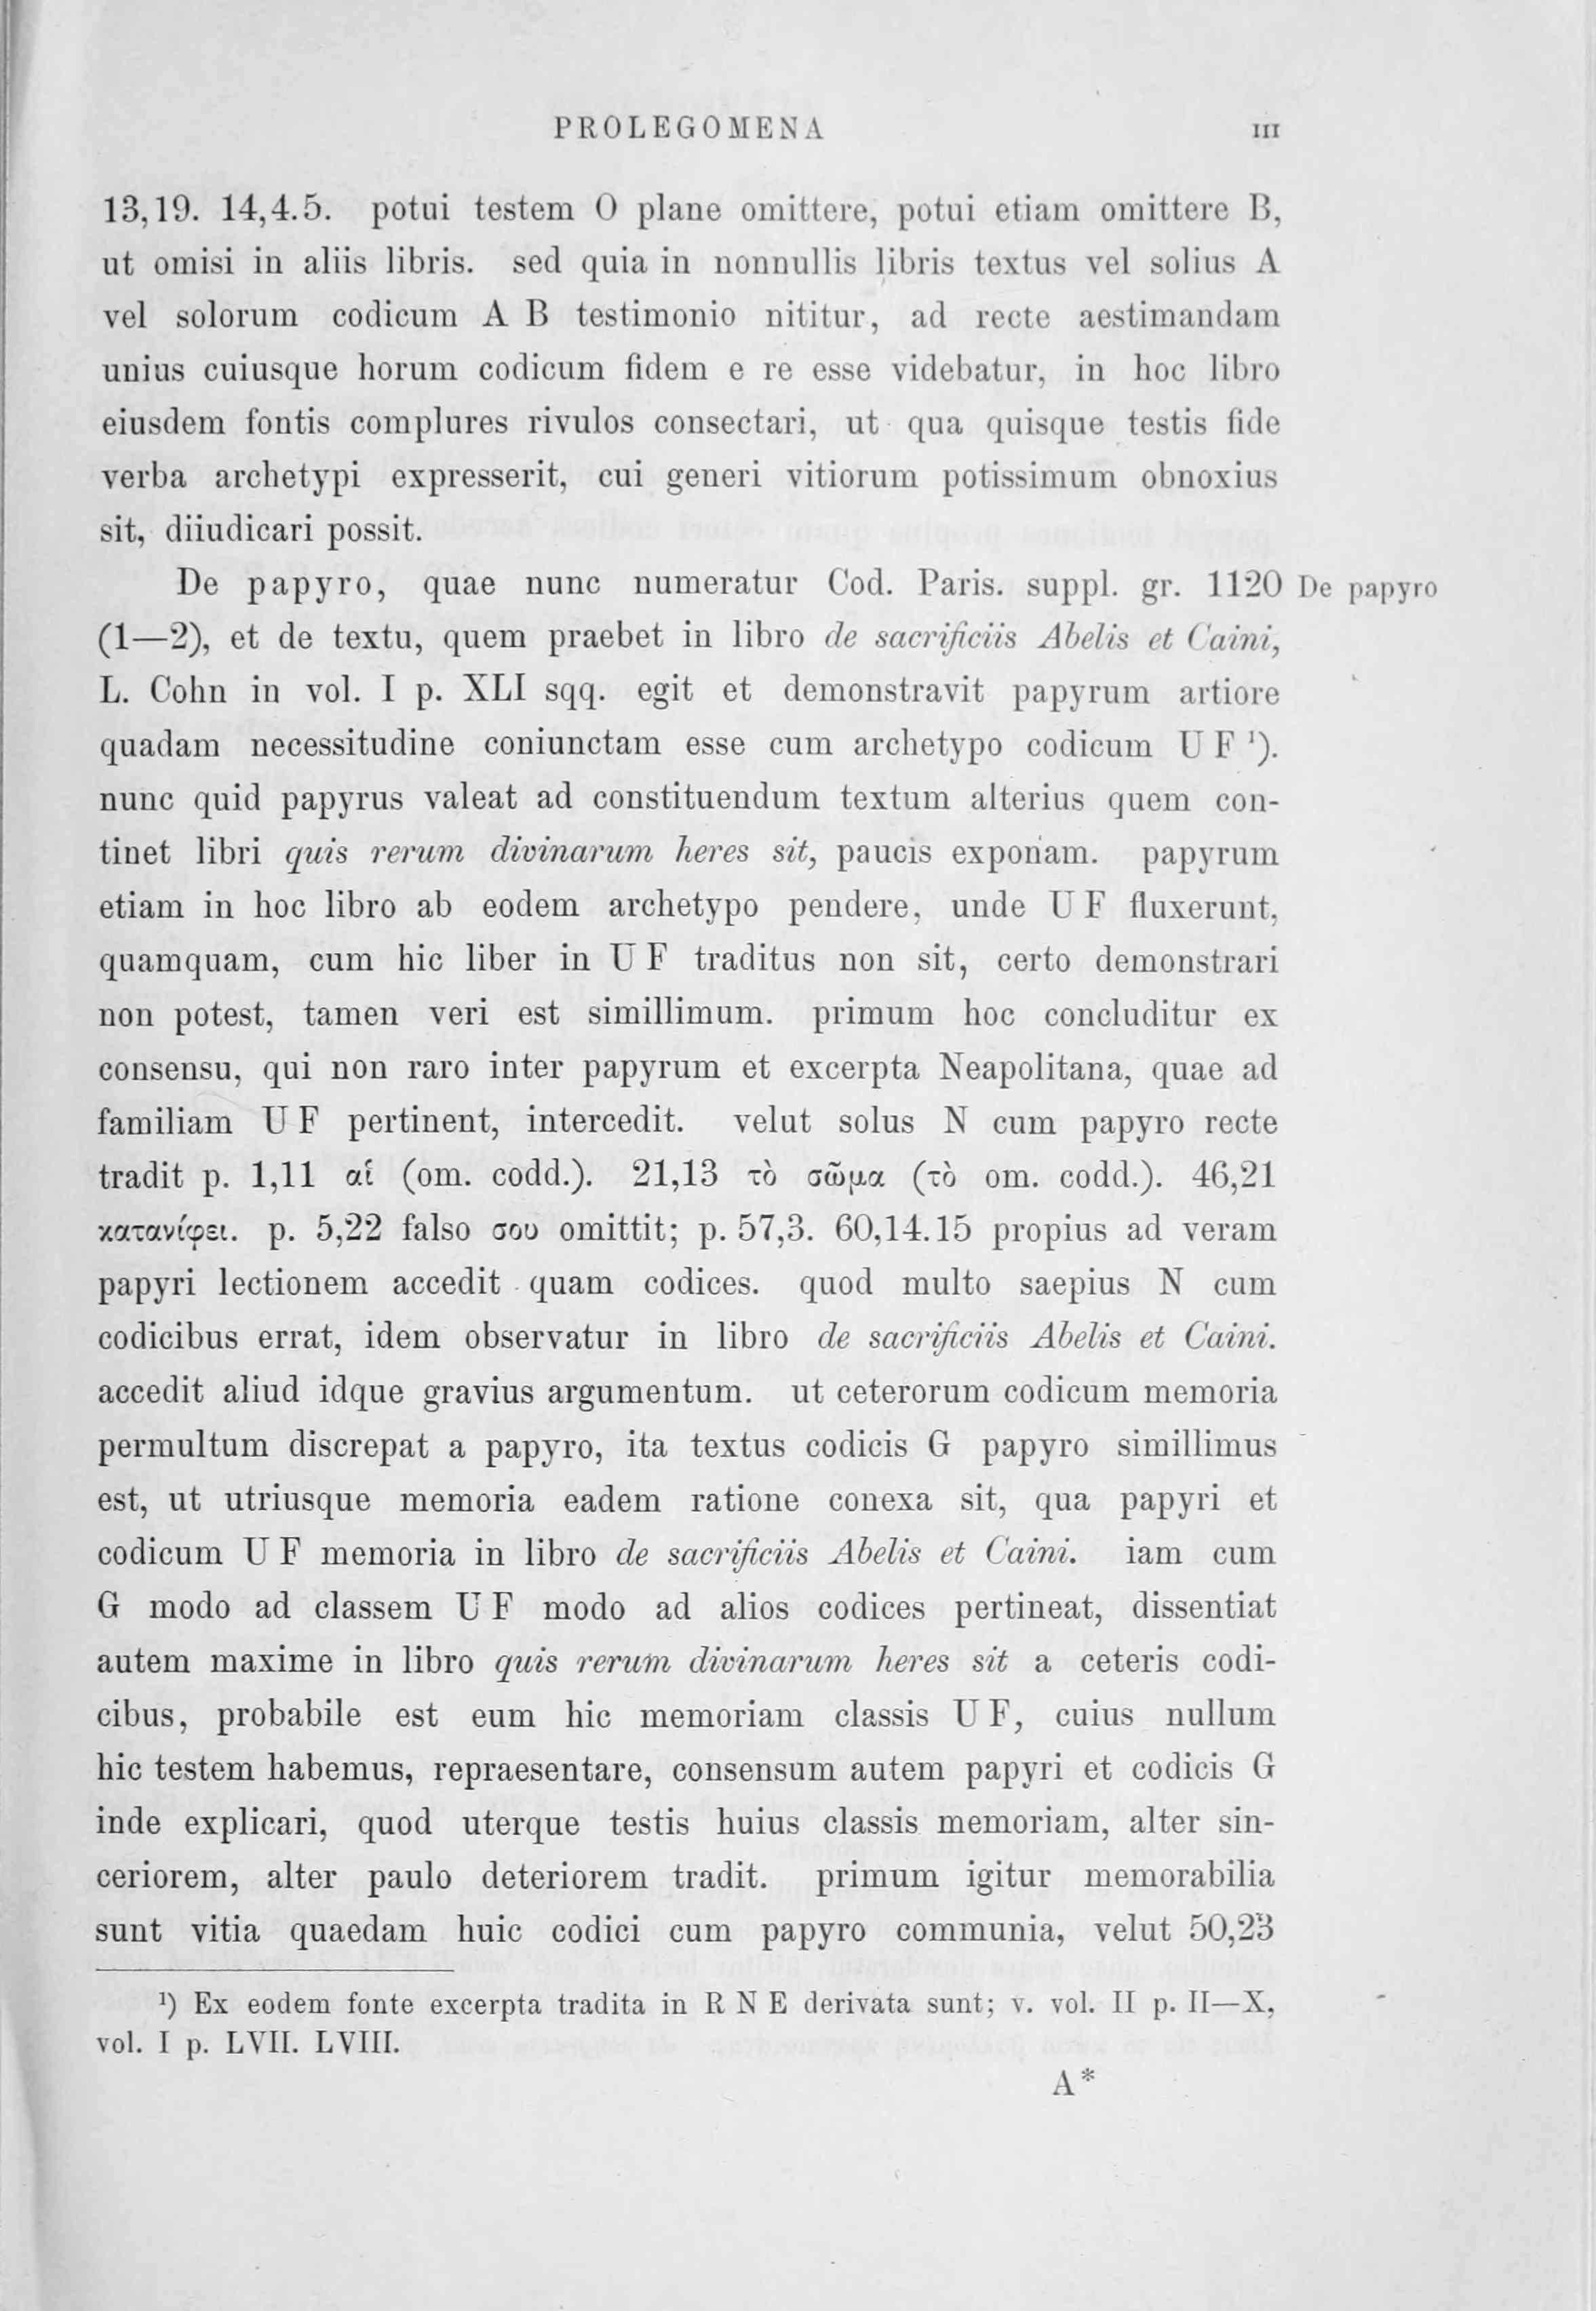 PROLEGOMENA III
13,19. 14,4.5. potui testem O plane omittere, potui etiam omittere B,
ut omisi in aliis libris. sed quia in nonnullis libris textus vel solius A
vel solorum codicum A B testimonio nititur, ad recte aestimandam
unius cuiusque horum codicum fidem e re esse videbatur, in hoc libro
eiusdem fontis complures rivulos consectari, ut qua quisque testis fide
verba archetypi expresserit, cui generi vitiorum potissimum obnoxius
sit, diiudicari possit.
De papyro, quae nunc numeratur Cod. Paris. suppl. gr. 1120 De papyro
(1—2), et de textu, quem praebet in libro de sacrificiis Abelis et Caini,
L. Cohn in vol. I p. XLI sqq. egit et demonstravit papyrum artiore
quadam necessitudine coniunctam esse cum archetypo codicum U F ¹).
nunc quid papyrus valeat ad constituendum textum alterius quem con-
tinet libri quis rerum divinarum heres sit, paucis exponam. papyrum
etiam in hoc libro ab eodem archetypo pendere, unde U F fluxerunt,
quamquam, cum hic liber in U F traditus non sit, certo demonstrari
non potest, tamen veri est simillimum. primum hoc concluditur ex
consensu, qui non raro inter papyrum et excerpta Neapolitana, quae ad
familiam U F pertinent, intercedit. velut solus N cum papyro recte
tradit p. 1,11 αἱ (om. codd.). 21,13 τὸ σῶμα (τὸ om. codd.). 46,21
κατανίφει. p. 5,22 falso σου omittit; p. 57,3. 60,14.15 propius ad veram
papyri lectionem accedit quam codices. quod multo saepius N cum
codicibus errat, idem observatur in libro de sacrificiis Abelis et Caini.
accedit aliud idque gravius argumentum. ut ceterorum codicum memoria
permultum discrepat a papyro, ita textus codicis G papyro simillimus
est, ut utriusque memoria eadem ratione conexa sit, qua papyri et
codicum U F memoria in libro de sacrificiis Abelis et Caini. iam cum
G modo ad classem U F modo ad alios codices pertineat, dissentiat
autem maxime in libro quis rerum divinarum heres sit a ceteris codi-
cibus, probabile est eum hic memoriam classis U F, cuius nullum
hic testem habemus, repraesentare, consensum autem papyri et codicis G
inde explicari, quod uterque testis huius classis memoriam, alter sin-
ceriorem, alter paulo deteriorem tradit. primum igitur memorabilia
sunt vitia quaedam huic codici cum papyro communia, velut 50,23
¹) Ex eodem fonte excerpta tradita in R N E derivata sunt; v. vol. II p. II—X,
vol. I p. LVII. LVIII.
A*